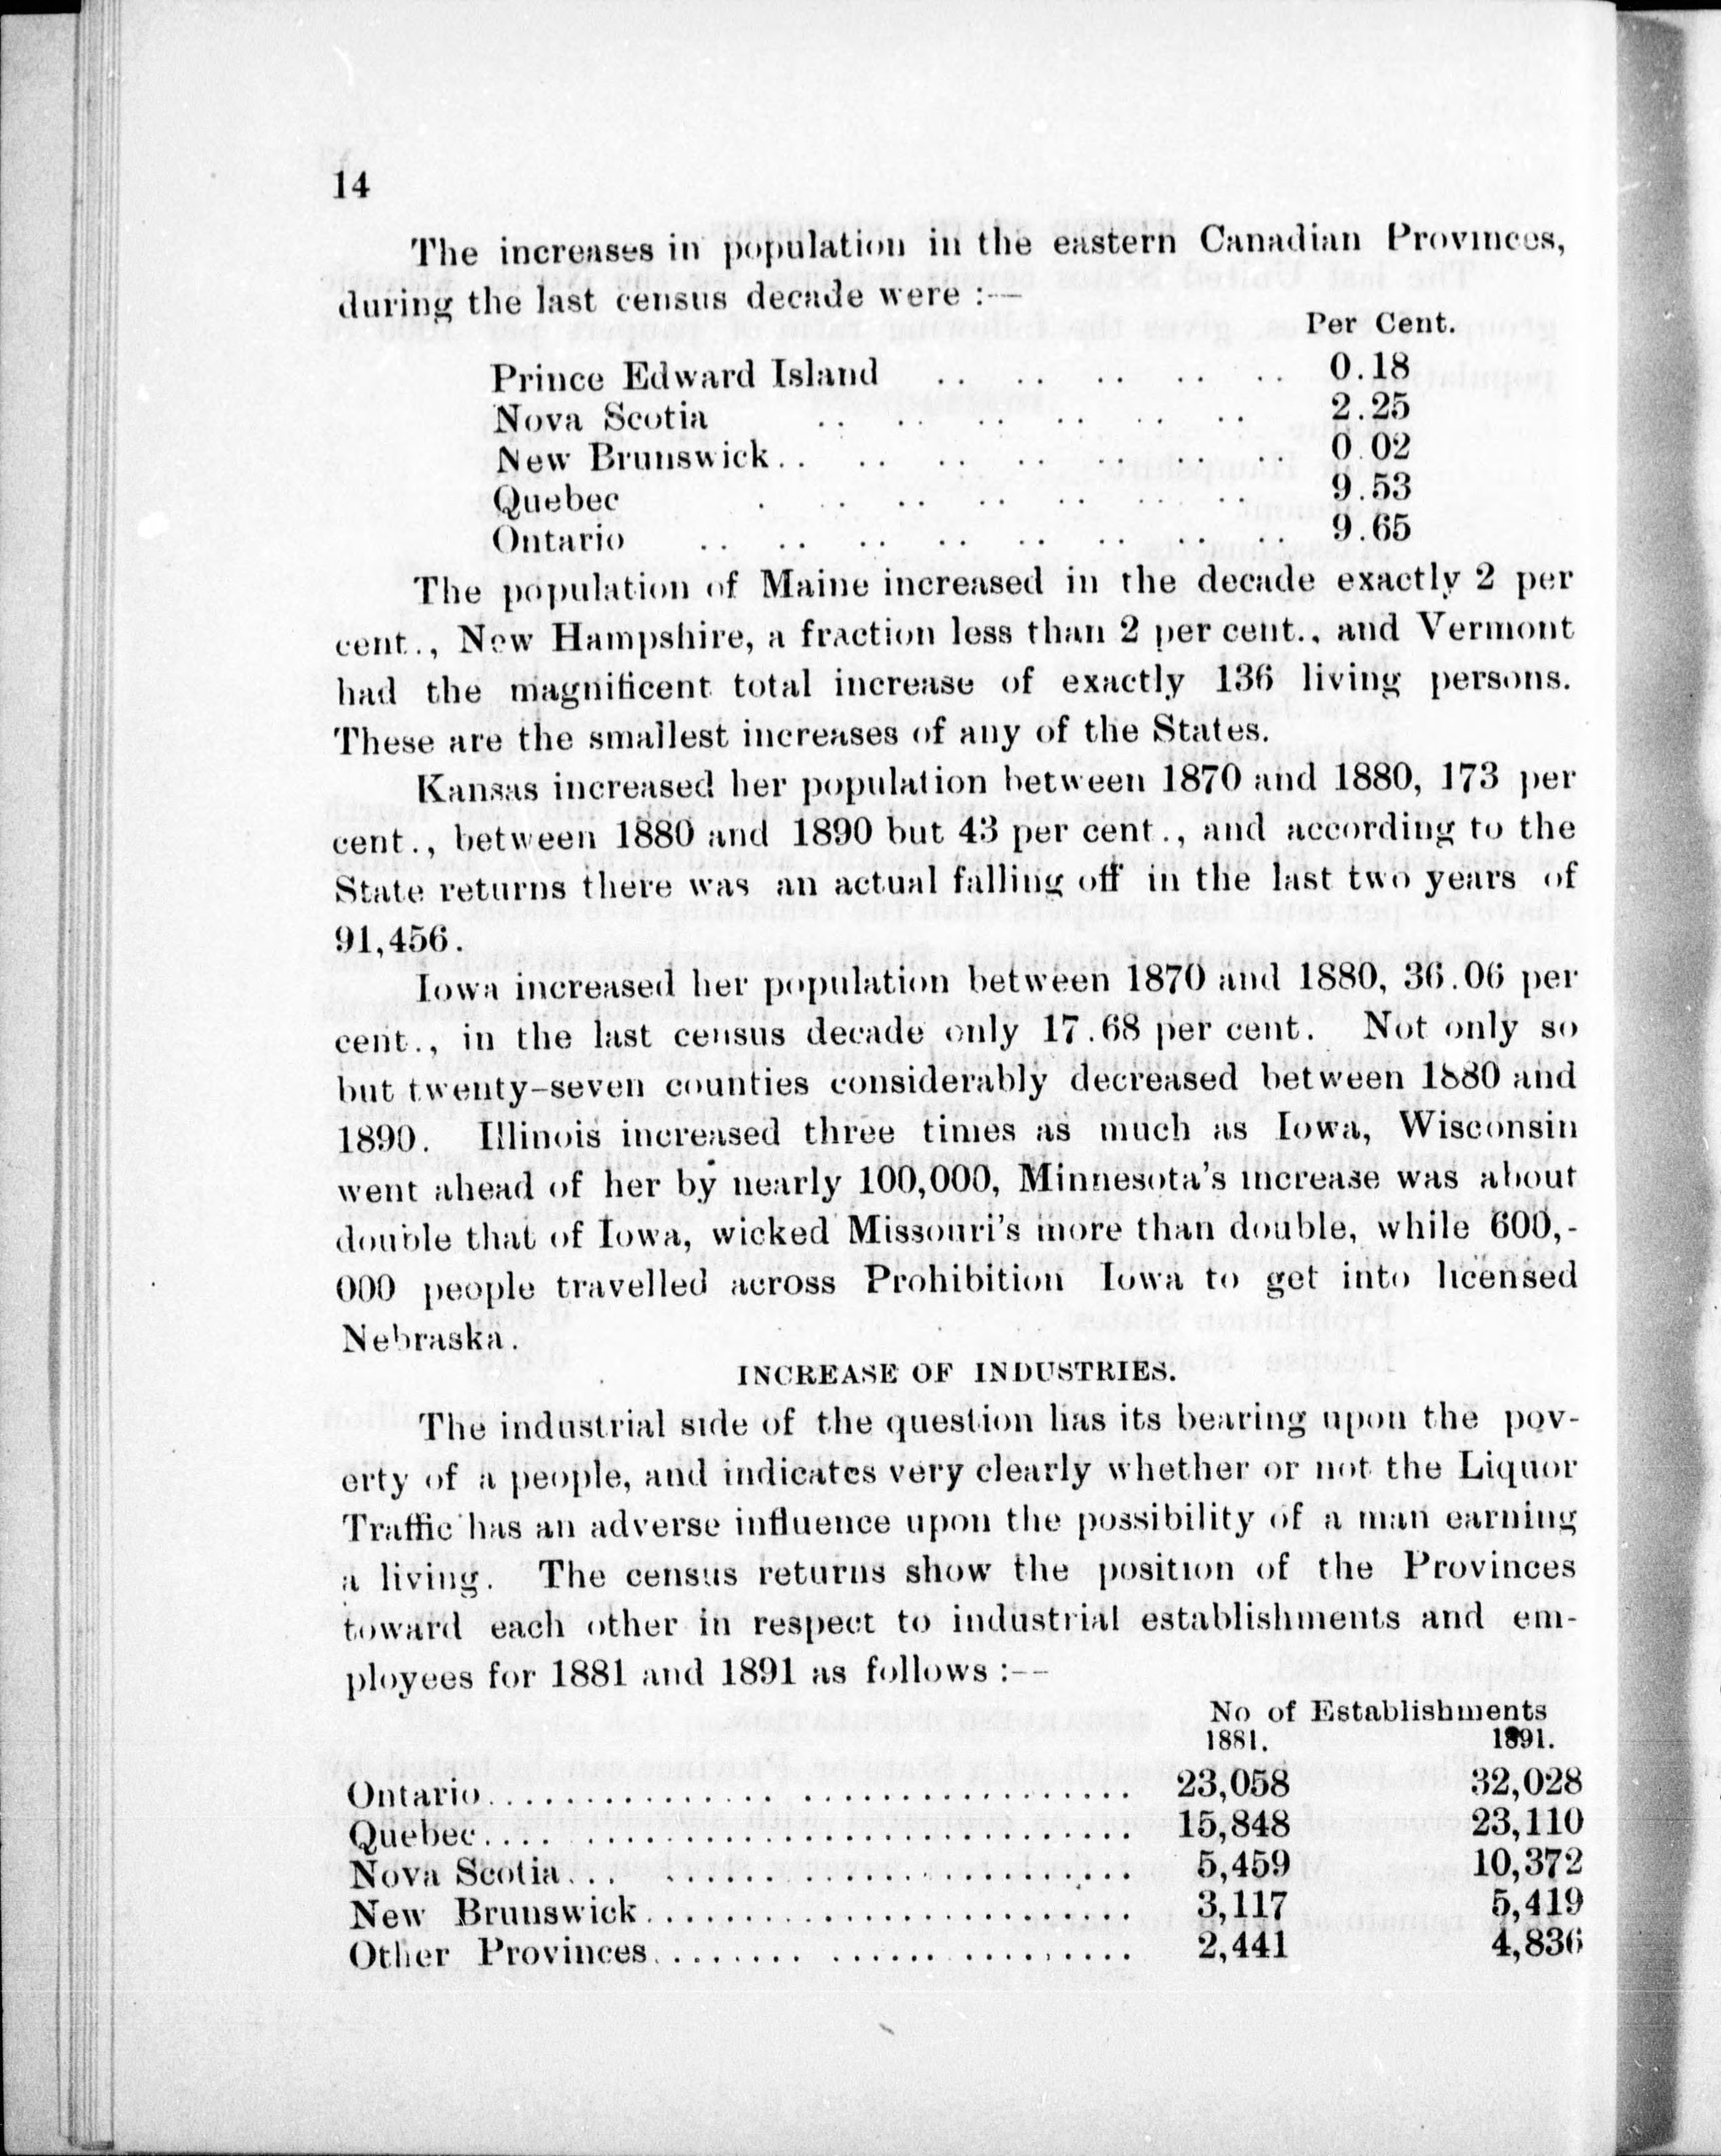 14
The increases in population in the eastern Canadian Provinces,
during the last census decade were :—
Per Cent.
Prince Edward Island .. .. .. .. .. 0.18
Nova Scotia .. .. .. .. .. .. 2.25
New Brunswick.. .. .. .. .. .. .. 0.02
Quebec . .. .. .. .. .. .. 9.53
Ontario .. .. .. .. .. .. .. .. 9.65
The population of Maine increased in the decade exactly 2 per
cent., New Hampshire, a fraction less than 2 per cent., and Vermont
had the magnificent total increase of exactly 136 living persons.
These are the smallest increases of any of the States.
Kansas increased her population between 1870 and 1880, 173 per
cent., between 1880 and 1890 but 43 per cent., and according to the
State returns there was an actual falling off in the last two years of
91,456.
Iowa increased her population between 1870 and 1880, 36.06 per
cent., in the last census decade only 17.68 per cent. Not only so
but twenty-seven counties considerably decreased between 1880 and
1890. Illinois increased three times as much as Iowa, Wisconsin
went ahead of her by nearly 100,000, Minnesota's increase was about
double that of Iowa, wicked Missouri's more than double, while 600,-
000 people travelled across Prohibition Iowa to get into licensed
Nebraska.
INCREASE OF INDUSTRIES.
The industrial side of the question has its bearing upon the pov-
erty of a people, and indicates very clearly whether or not the Liquor
Traffic has an adverse influence upon the possibility of a man earning
a living. The census returns show the position of the Provinces
toward each other in respect to industrial establishments and em-
ployees for 1881 and 1891 as follows :—
No of Establishments
1881. 1891.
Ontario................................ 23,058 32,028
Quebec................................ 15,848 23,110
Nova Scotia........................... 5,459 10,372
New Brunswick......................... 3,117 5,419
Other Provinces........................ 2,441 4,836